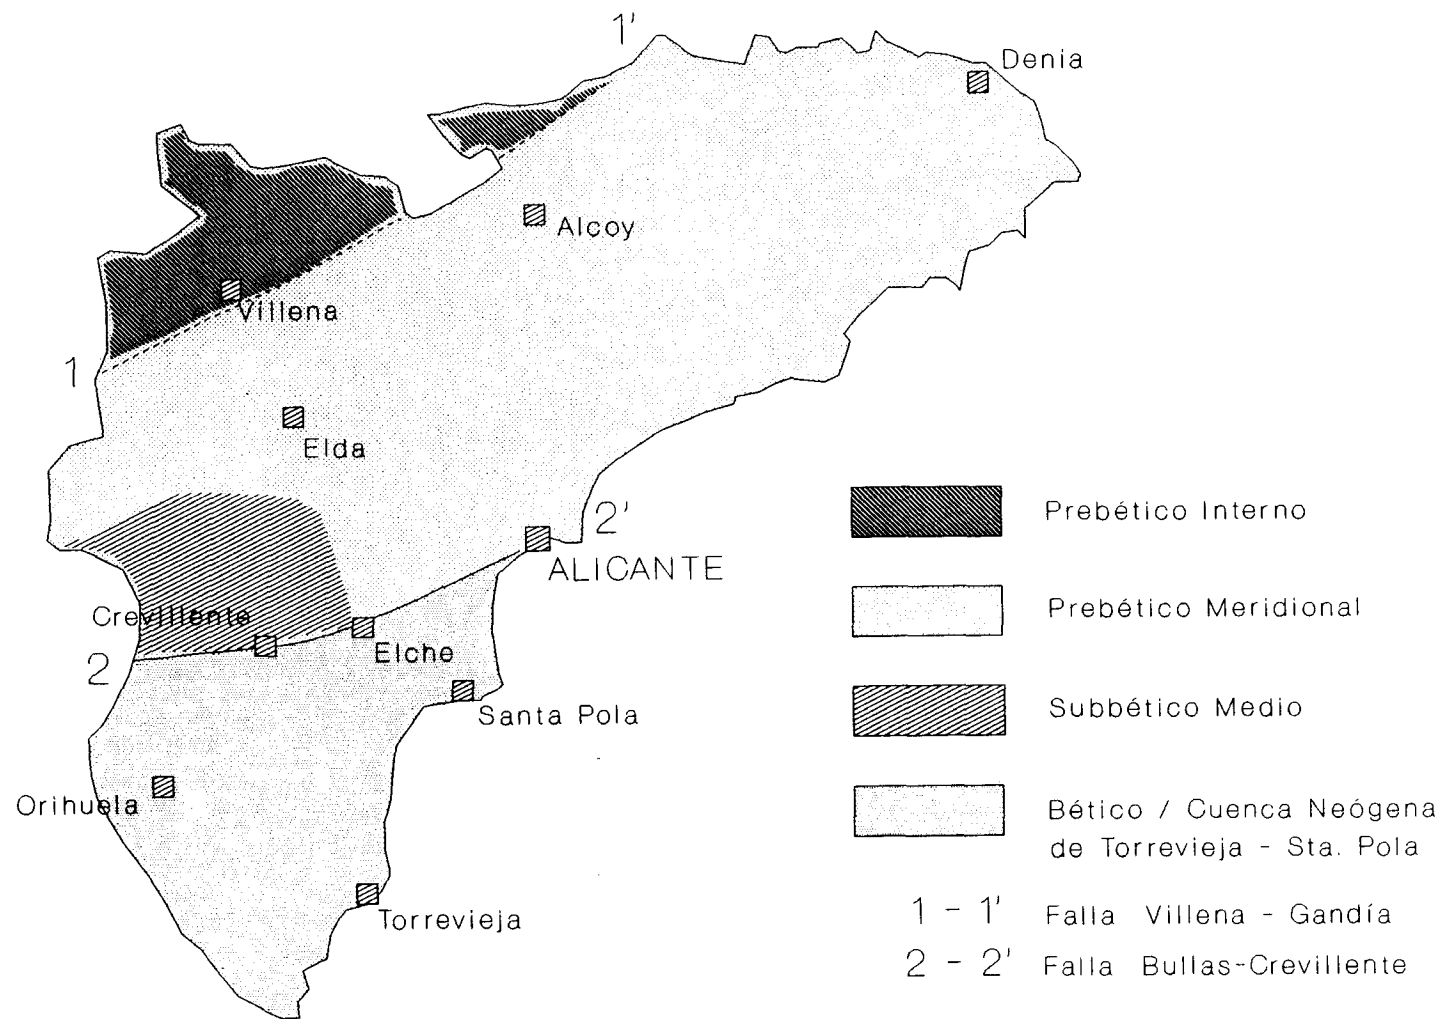 1'
Denia
Alcoy
Villena
1
Elda
2'
ALICANTE
Crevillente
Elche
2
Santa Pola
Orihuela
Torrevieja
Prebético Interno
Prebético Meridional
Subbético Medio
Bético / Cuenca Neógena
de Torrevieja - Sta. Pola
1 - 1' Falla Villena - Gandía
2 - 2' Falla Bullas-Crevillente